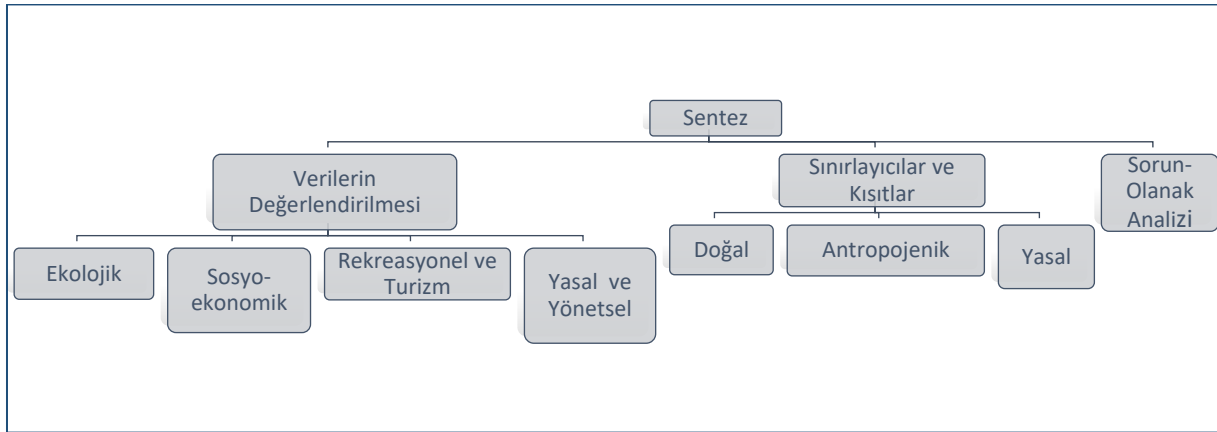 Sentez
Verilerin
Değerlendirilmesi
Sınırlayıcılar ve
Kısıtlar
Sorun-
Olanak
Analizi
Ekolojik
Sosyo-
ekonomik
Rekreasyonel ve
Turizm
Yasal ve
Yönetsel
Doğal
Antropojenik
Yasal